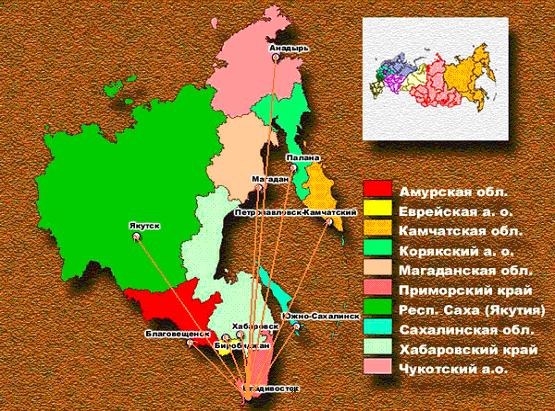 Анадырь
Палана
Магадан
Петропавловск-Камчатский
Якутск
Южно-Сахалинск
Хабаровск
Благовещенск
Биробиджан
Владивосток
Амурская обл.
Еврейская а. о.
Камчатская обл.
Корякский а. о.
Магаданская обл.
Приморский край
Респ. Саха (Якутия)
Сахалинская обл.
Хабаровский край
Чукотский а.о.